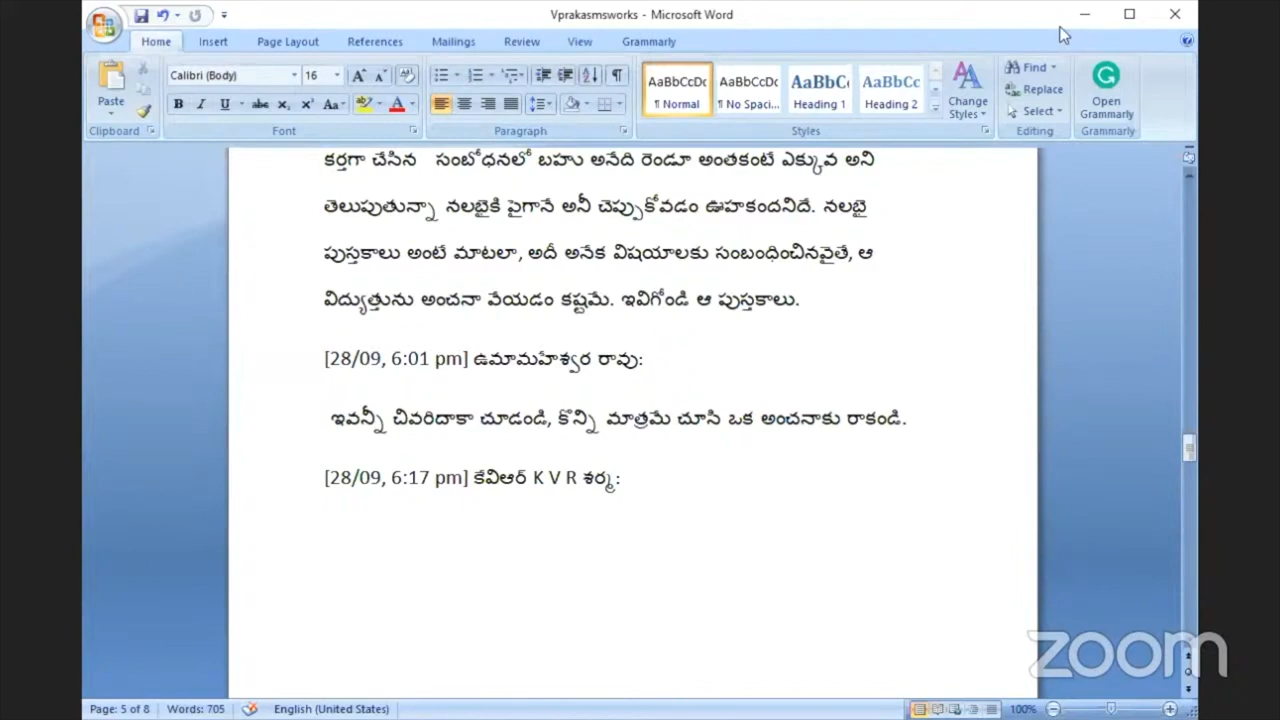 Vprakasmsworks - Microsoft Word
Home Insert Page Layout References Mailings Review View Grammarly
Calibri (Body) 16
AaBbCcDc AaBbCcDc AaBbCc AaBbCc
Paste
¶ Normal ¶ No Spaci... Heading 1 Heading 2
Change Styles
Find
Replace
Select
Open Grammarly
Clipboard Font Paragraph Styles Editing Grammarly
కర్తగా చేసిన సంబోధనలో బహు అనేది రెండూ అంతకంటే ఎక్కువ అని
తెలుపుతున్నా నలబైకి పైగానే అనీ చెప్పుకోవడం ఊహకందనిదే. నలబై
పుస్తకాలు అంటే మాటలా, అదీ అనేక విషయాలకు సంబంధించినవైతే, ఆ
విద్యుత్తును అంచనా వేయడం కష్టమే. ఇవిగోండి ఆ పుస్తకాలు.
[28/09, 6:01 pm] ఉమామహేశ్వర రావు:
ఇవన్నీ చివరిదాకా చూడండి, కొన్ని మాత్రమే చూసి ఒక అంచనాకు రాకండి.
[28/09, 6:17 pm] కేవిఆర్ K V R శర్మ:
zoom
Page: 5 of 8 Words: 705 English (United States) 100%